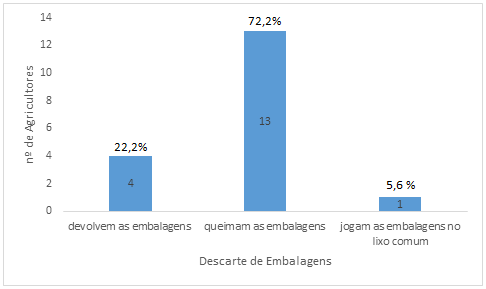 nº de Agricultores
14
12
10
8
6
4
2
0
22,2%
4
72,2%
13
5,6 %
1
devolvem as embalagens
queimam as embalagens
jogam as embalagens no
lixo comum
Descarte de Embalagens